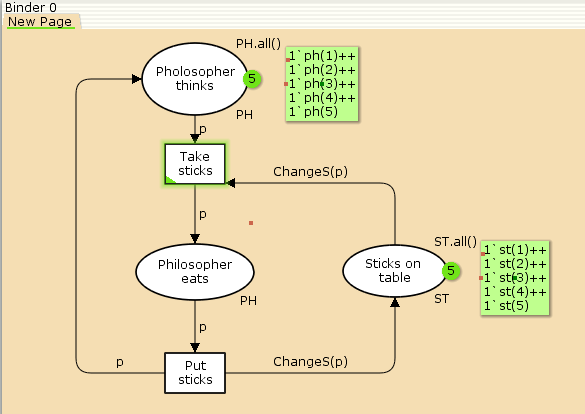 Binder 0
New Page
PH.all()
Pholosopher
thinks
5
1`ph(1)++
1`ph(2)++
1`ph(3)++
1`ph(4)++
1`ph(5)
PH
p
Take
sticks
ChangeS(p)
p
ST.all()
Philosopher
eats
PH
Sticks on
table
5
1`st(1)++
1`st(2)++
1`st(3)++
1`st(4)++
1`st(5)
ST
p
p
Put
sticks
ChangeS(p)